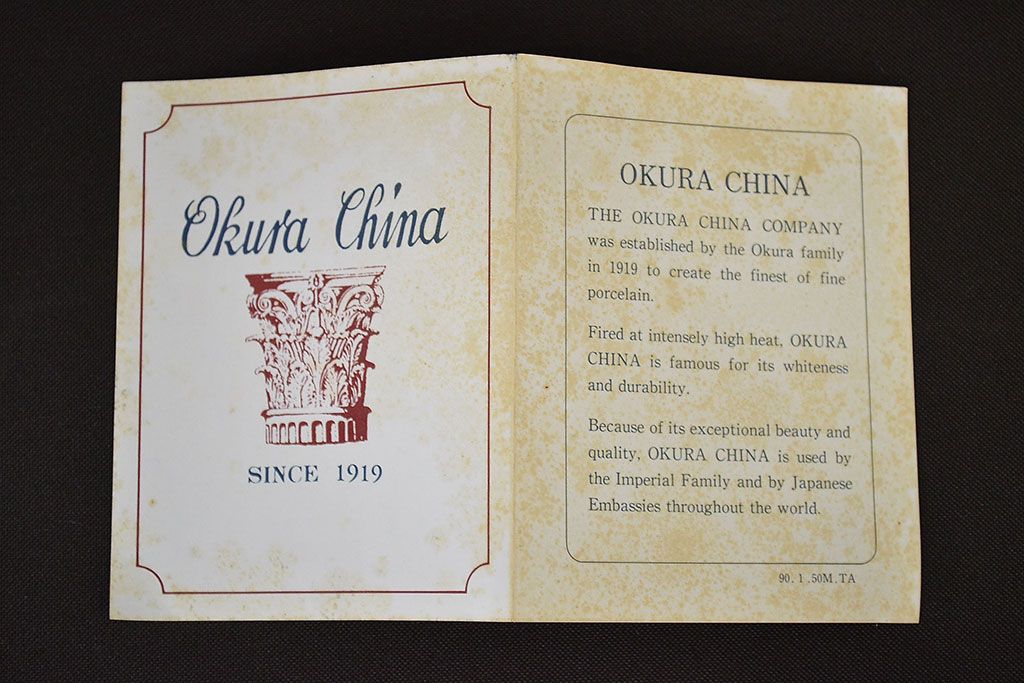 Okura China
SINCE 1919
OKURA CHINA
THE OKURA CHINA COMPANY
was established by the Okura family
in 1919 to create the finest of fine
porcelain.
Fired at intensely high heat, OKURA
CHINA is famous for its whiteness
and durability.
Because of its exceptional beauty and
quality, OKURA CHINA is used by
the Imperial Family and by Japanese
Embassies throughout the world.
90. 1 .50M.TA